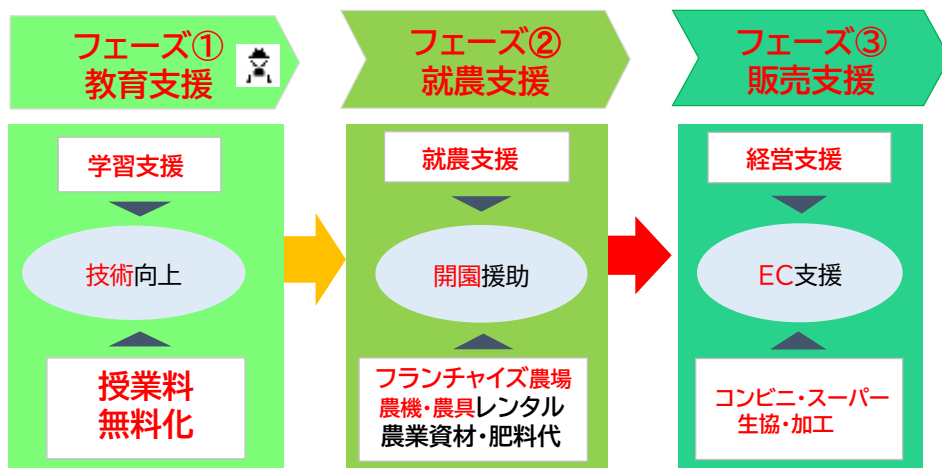 フェーズ①
教育支援
フェーズ②
就農支援
フェーズ③
販売支援
学習支援
技術向上
授業料
無料化
就農支援
開園援助
フランチャイズ農場
農機・農具レンタル
農業資材・肥料代
経営支援
EC支援
コンビニ・スーパー
生協・加工